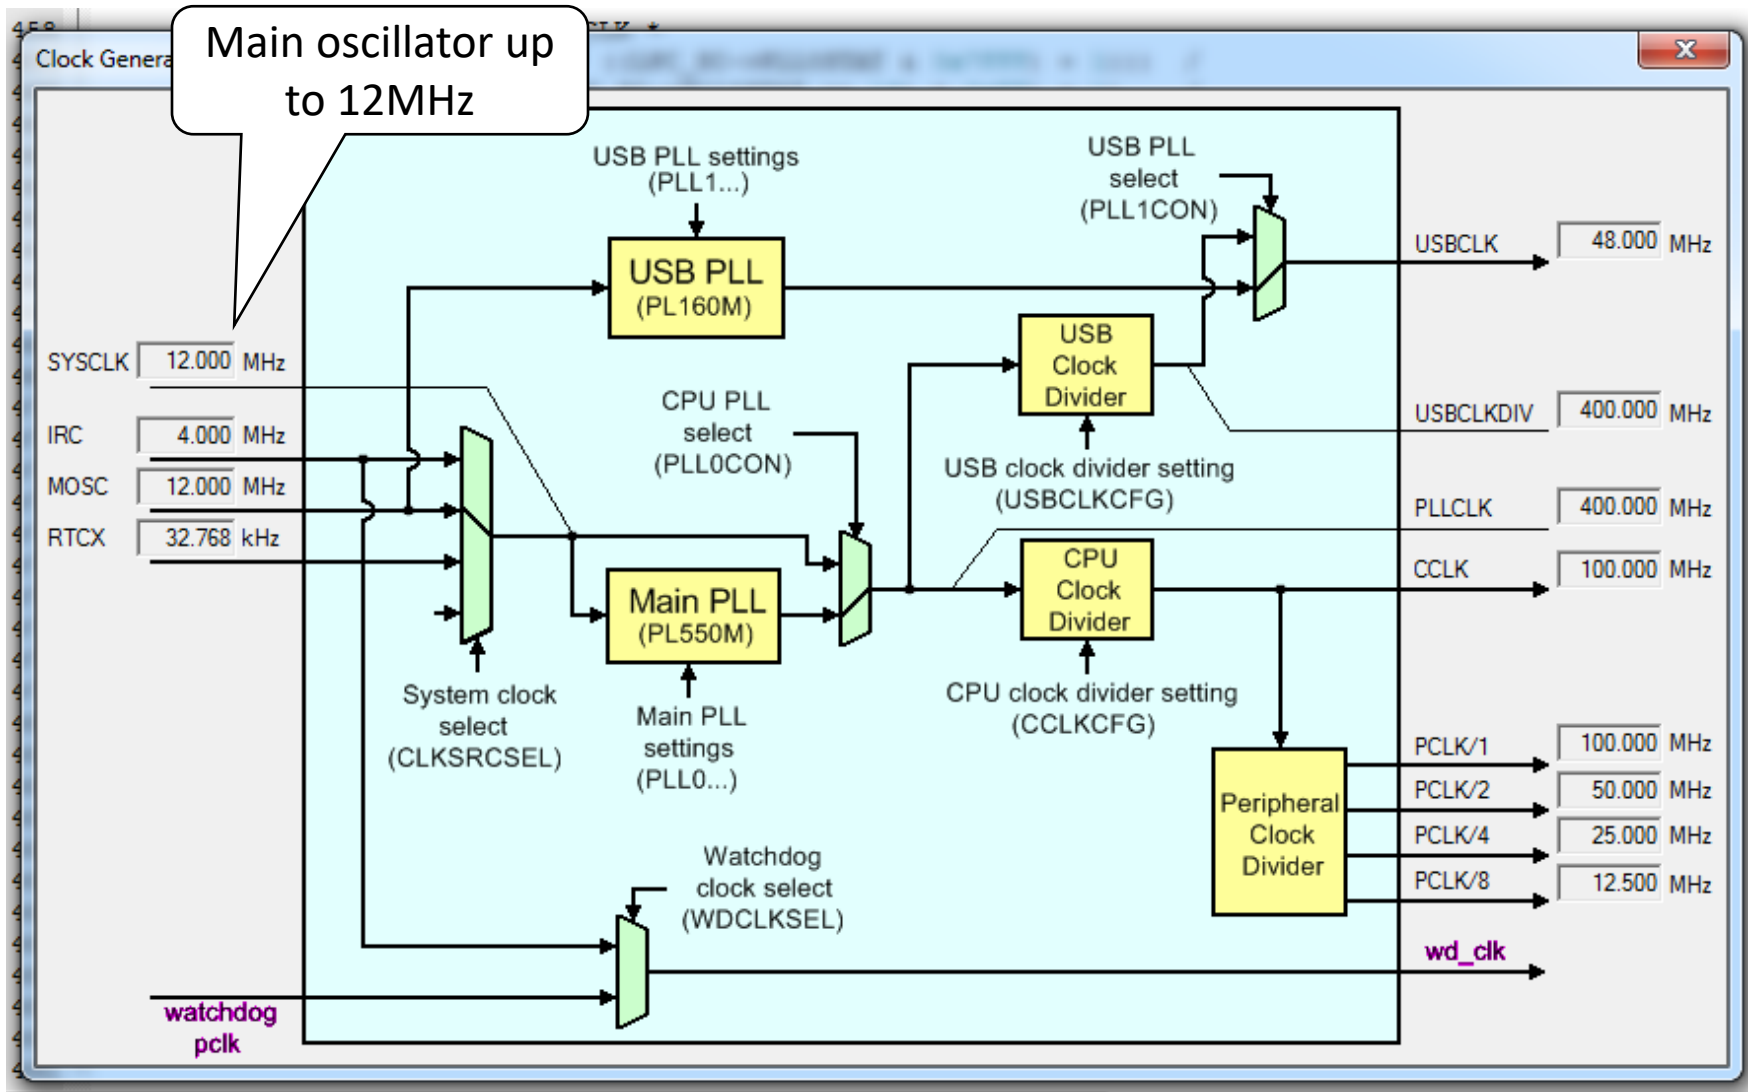 Main oscillator up
to 12MHz
Clock Genera
USB PLL settings
(PLL1...)
USB PLL
select
(PLL1CON)
USB PLL
(PL160M)
USBCLK 48.000 MHz
SYSCLK 12.000 MHz
USB
Clock
Divider
CPU PLL
select
(PLL0CON)
USBCLKDIV 400.000 MHz
IRC 4.000 MHz
MOSC 12.000 MHz
RTCX 32.768 kHz
USB clock divider setting
(USBCLKCFG)
PLLCLK 400.000 MHz
CPU
Clock
Divider
CCLK 100.000 MHz
Main PLL
(PL550M)
System clock
select
(CLKSRCSEL)
Main PLL
settings
(PLL0...)
CPU clock divider setting
(CCLKCFG)
Peripheral
Clock
Divider
PCLK/1 100.000 MHz
PCLK/2 50.000 MHz
PCLK/4 25.000 MHz
PCLK/8 12.500 MHz
Watchdog
clock select
(WDCLKSEL)
wd_clk
watchdog
pclk